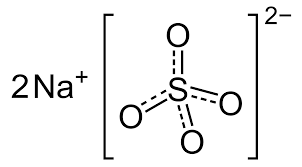 2Na⁺ [ O O S O O ]²⁻